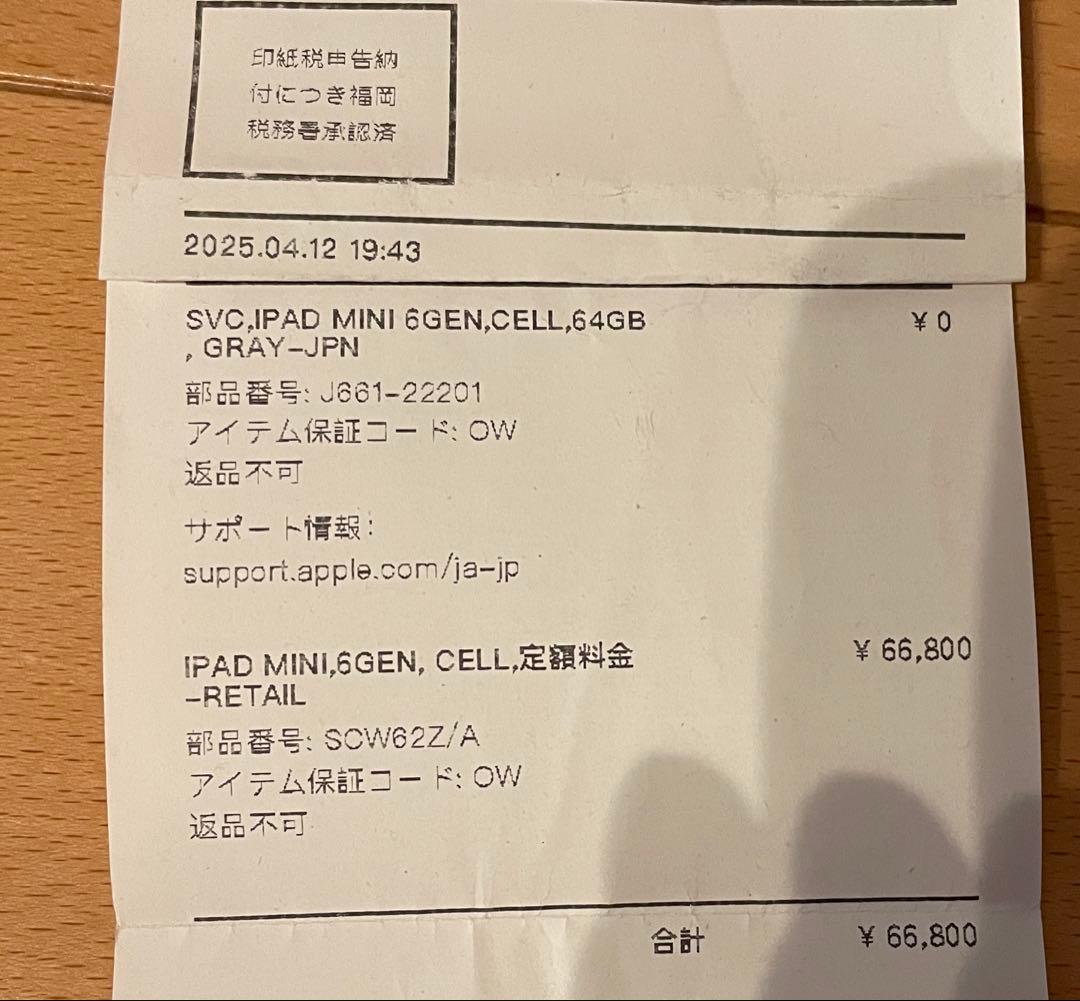 印紙税申告納
付につき福岡
税務署承認済
2025.04.12 19:43
SVC,IPAD MINI 6GEN,CELL,64GB ¥ 0
, GRAY-JPN
部品番号: J661-22201
アイテム保証コード: OW
返品不可
サポート情報:
support.apple.com/ja-jp
IPAD MINI,6GEN, CELL,定額料金 ¥ 66,800
-RETAIL
部品番号: SCW62Z/A
アイテム保証コード: OW
返品不可
合計 ¥ 66,800